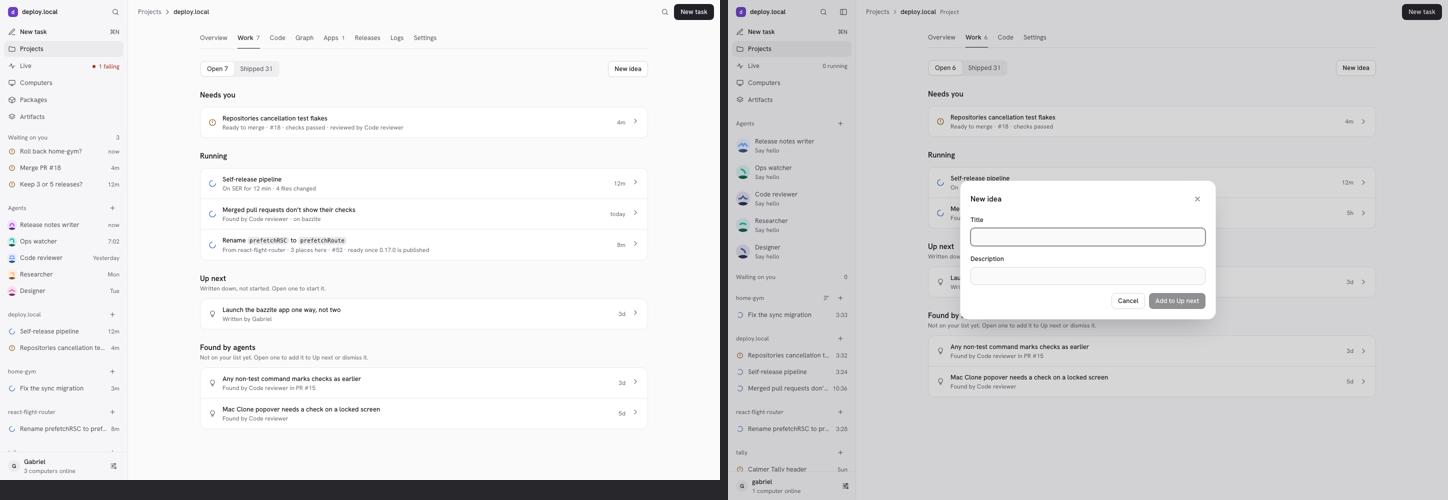 d deploy.local
New task ⌘N
Projects
Live 1 failing
Computers
Packages
Artifacts
Waiting on you 3
Roll back home-gym? now
Merge PR #18 4m
Keep 3 or 5 releases? 12m
Agents
Release notes writer now
Ops watcher 7:02
Code reviewer Yesterday
Researcher Mon
Designer Tue
deploy.local
Self-release pipeline 12m
Repositories cancellation te... 4m
home-gym
Fix the sync migration 3m
react-flight-router
Rename prefetchRSC to pref... 8m
G Gabriel
3 computers online
Projects > deploy.local
New task
Overview Work 7 Code Graph Apps 1 Releases Logs Settings
Open 7 Shipped 31 New idea
Needs you
Repositories cancellation test flakes
Ready to merge · #18 · checks passed · reviewed by Code reviewer
4m
Running
Self-release pipeline
On SER for 12 min · 4 files changed
12m
Merged pull requests don't show their checks
Found by Code reviewer · on bazzite
today
Rename prefetchRSC to prefetchRoute
From react-flight-router · 3 places here · #52 · ready once 0.17.0 is published
8m
Up next
Written down, not started. Open one to start it.
Launch the bazzite app one way, not two
Written by Gabriel
3d
Found by agents
Not on your list yet. Open one to add it to Up next or dismiss it.
Any non-test command marks checks as earlier
Found by Code reviewer in PR #15
3d
Mac Clone popover needs a check on a locked screen
Found by Code reviewer
5d
d deploy.local
New task ⌘N
Projects
Live 0 running
Computers
Artifacts
Agents
Release notes writer
Say hello
Ops watcher
Say hello
Code reviewer
Say hello
Researcher
Say hello
Designer
Say hello
Waiting on you 0
home-gym
Fix the sync migration 3:33
deploy.local
Repositories cancellation t... 3:32
Self-release pipeline 3:24
Merged pull requests don'... 10:36
react-flight-router
Rename prefetchRSC to pr... 3:28
tally
Calmer Tally header Sun
G gabriel
1 computer online
Projects > deploy.local Project
New task
Overview Work 6 Code Settings
Open 6 Shipped 31 New idea
Needs you
Repositories cancellation test flakes
Ready to merge · #18 · checks passed
4m
Running
Self-release pipeline
On
12m
Me
Fou
5h
Up next
Written dow
Lau
Writ
3d
Found by
Not on your list yet. Open one to add it to Up next or dismiss it.
Any non-test command marks checks as earlier
Found by Code reviewer in PR #15
3d
Mac Clone popover needs a check on a locked screen
Found by Code reviewer
5d
New idea
Title
Description
Cancel
Add to Up next